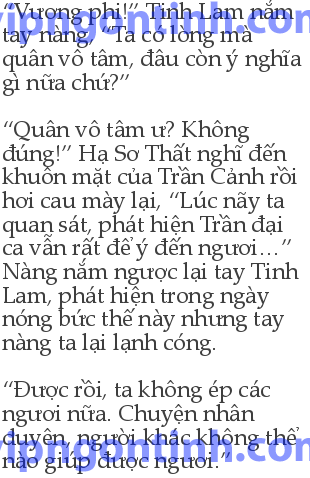 “Vương phi!” Tinh Lam nắm
tay nàng, “Ta có lòng mà
quân vô tâm, đâu còn ý nghĩa
gì nữa chứ?”
“Quân vô tâm ư? Không
đúng!” Hạ Sơ Thất nghĩ đến
khuôn mặt của Trần Cảnh rồi
hơi cau mày lại, “Lúc nãy ta
quan sát, phát hiện Trần đại
ca vẫn rất để ý đến ngươi…”
Nàng nắm ngược lại tay Tinh
Lam, phát hiện trong ngày
nóng bức thế này nhưng tay
nàng ta lại lạnh cóng.
“Được rồi, ta không ép các
ngươi nữa. Chuyện nhân
duyên, người khác không thể
nào giúp được ngươi.”
vipngontinh.com
vipngontinh.com